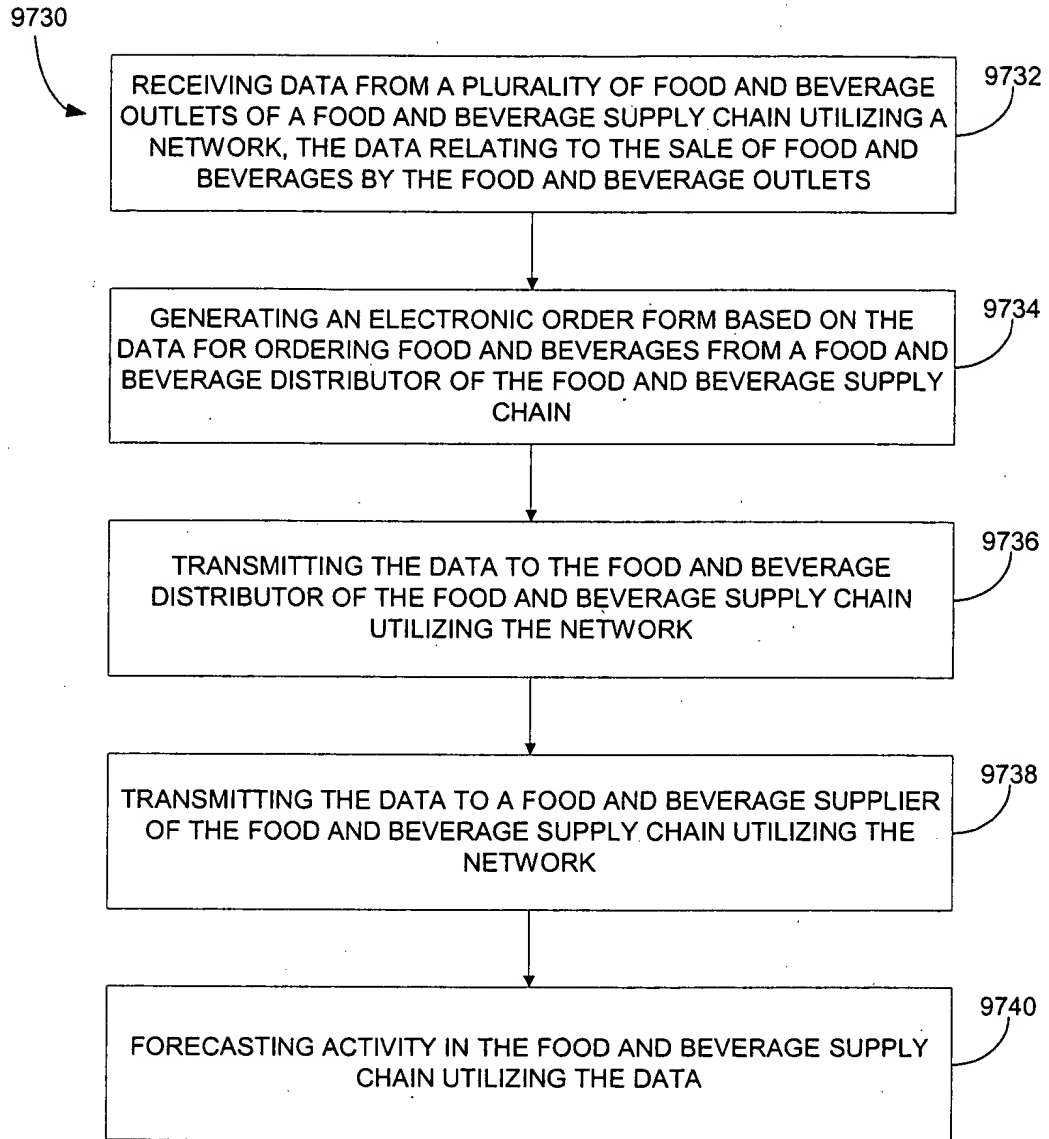 9730
RECEIVING DATA FROM A PLURALITY OF FOOD AND BEVERAGE
OUTLETS OF A FOOD AND BEVERAGE SUPPLY CHAIN UTILIZING A
NETWORK, THE DATA RELATING TO THE SALE OF FOOD AND
BEVERAGES BY THE FOOD AND BEVERAGE OUTLETS
9732
GENERATING AN ELECTRONIC ORDER FORM BASED ON THE
DATA FOR ORDERING FOOD AND BEVERAGES FROM A FOOD AND
BEVERAGE DISTRIBUTOR OF THE FOOD AND BEVERAGE SUPPLY
CHAIN
9734
TRANSMITTING THE DATA TO THE FOOD AND BEVERAGE
DISTRIBUTOR OF THE FOOD AND BEVERAGE SUPPLY CHAIN
UTILIZING THE NETWORK
9736
TRANSMITTING THE DATA TO A FOOD AND BEVERAGE SUPPLIER
OF THE FOOD AND BEVERAGE SUPPLY CHAIN UTILIZING THE
NETWORK
9738
FORECASTING ACTIVITY IN THE FOOD AND BEVERAGE SUPPLY
CHAIN UTILIZING THE DATA
9740